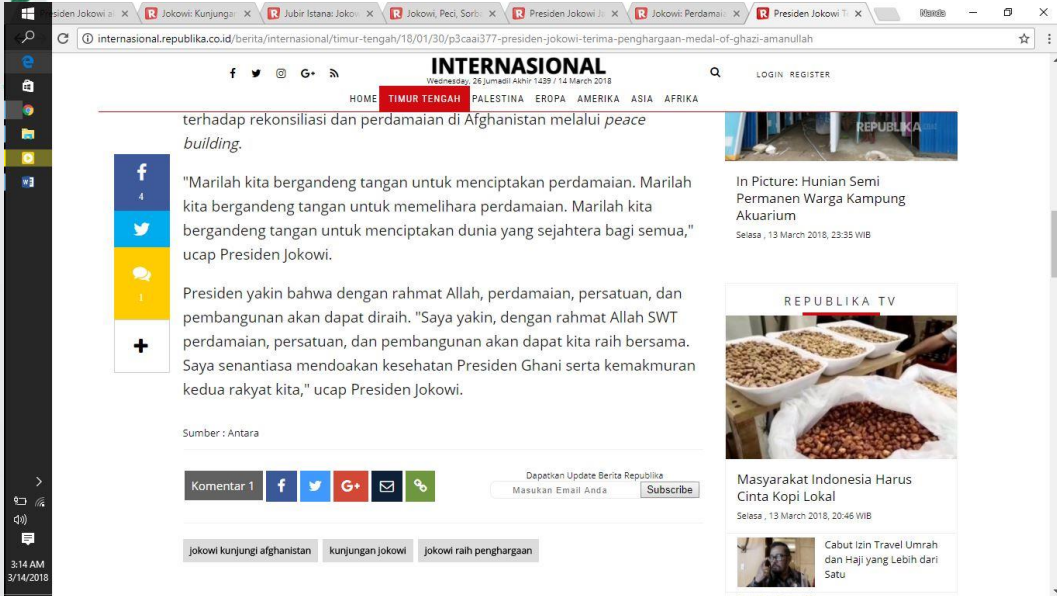 Presiden Jokowi al
Jokowi: Kunjungan
Jubir Istana: Jokow
Jokowi, Peci, Sorb
Presiden Jokowi Ja
Jokowi: Perdamaia
Presiden Jokowi Te
Nanda
internasional.republika.co.id/berita/internasional/timur-tengah/18/01/30/p3caai377-presiden-jokowi-terima-penghargaan-medal-of-ghazi-amanullah
G+
INTERNASIONAL
Wednesday, 26 Jumadil Akhir 1439 / 14 March 2018
LOGIN REGISTER
HOME TIMUR TENGAH PALESTINA EROPA AMERIKA ASIA AFRIKA
terhadap rekonsiliasi dan perdamaian di Afghanistan melalui peace
building.
4
1
"Marilah kita bergandeng tangan untuk menciptakan perdamaian. Marilah
kita bergandeng tangan untuk memelihara perdamaian. Marilah kita
bergandeng tangan untuk menciptakan dunia yang sejahtera bagi semua,"
ucap Presiden Jokowi.
Presiden yakin bahwa dengan rahmat Allah, perdamaian, persatuan, dan
pembangunan akan dapat diraih. "Saya yakin, dengan rahmat Allah SWT
perdamaian, persatuan, dan pembangunan akan dapat kita raih bersama.
Saya senantiasa mendoakan kesehatan Presiden Ghani serta kemakmuran
kedua rakyat kita," ucap Presiden Jokowi.
Sumber : Antara
Komentar 1
G+
Dapatkan Update Berita Republika
Masukan Email Anda
Subscribe
jokowi kunjungi afghanistan
kunjungan jokowi
jokowi raih penghargaan
REPUBLIKA
In Picture: Hunian Semi
Permanen Warga Kampung
Akuarium
Selasa , 13 March 2018, 23:35 WIB
REPUBLIKA TV
Masyarakat Indonesia Harus
Cinta Kopi Lokal
Selasa , 13 March 2018, 20:46 WIB
Cabut Izin Travel Umrah
dan Haji yang Lebih dari
Satu
3:14 AM
3/14/2018